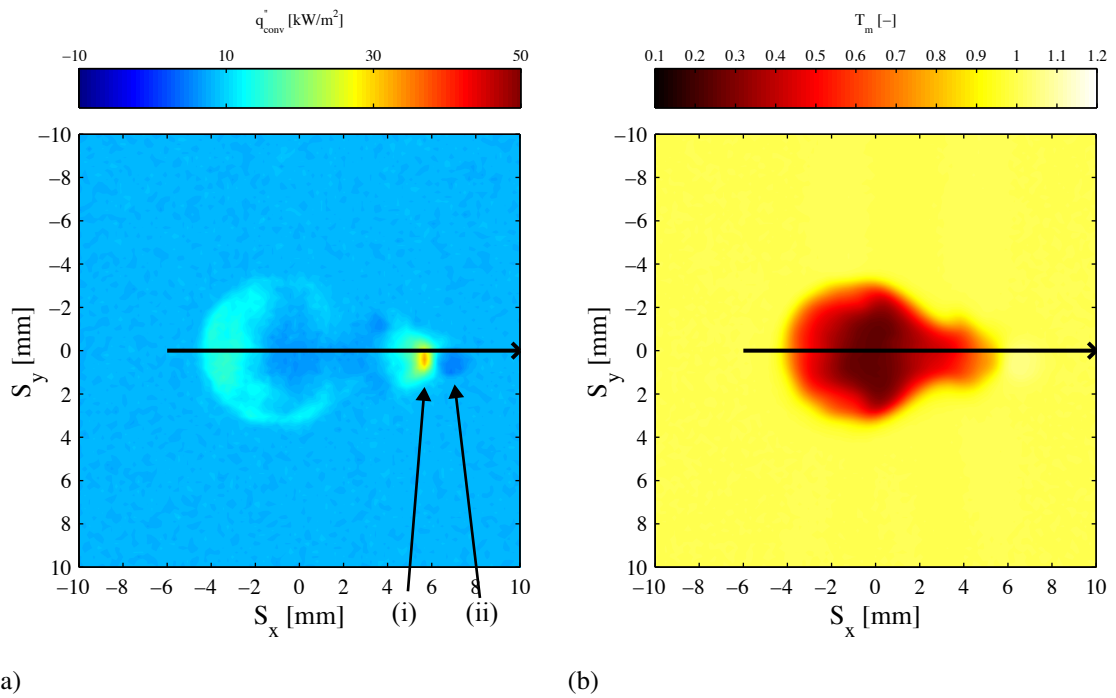 q"conv [kW/m²]
−10 10 30 50
T_m [−]
0.1 0.2 0.3 0.4 0.5 0.6 0.7 0.8 0.9 1 1.1 1.2
−10
−8
−6
−4
−2
0
2
4
6
8
10
S_y [mm]
−10 −8 −6 −4 −2 0 2 4 6 8 10
S_x [mm]
(i)
(ii)
a)
−10
−8
−6
−4
−2
0
2
4
6
8
10
S_y [mm]
−10 −8 −6 −4 −2 0 2 4 6 8 10
S_x [mm]
(b)